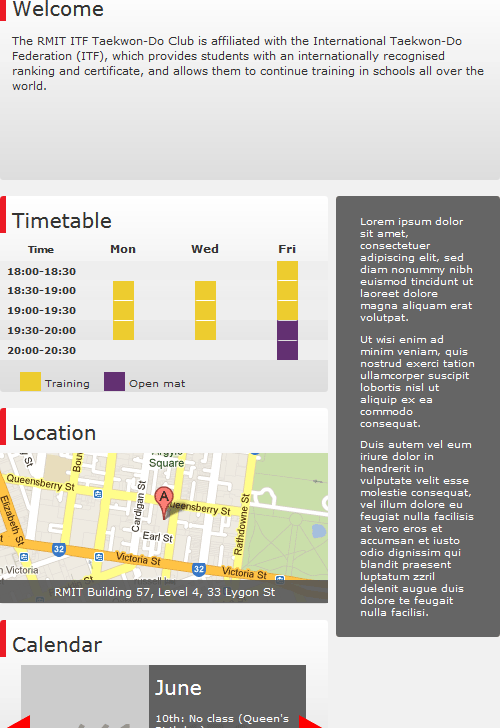 Welcome
The RMIT ITF Taekwon-Do Club is affiliated with the International Taekwon-Do
Federation (ITF), which provides students with an internationally recognised
ranking and certificate, and allows them to continue training in schools all over the
world.
Timetable
Time Mon Wed Fri
18:00-18:30
18:30-19:00
19:00-19:30
19:30-20:00
20:00-20:30
Training Open mat
Location
Argyle
Square
Queensberry St
Cardigan St
Queensberry St
Rathdowne St
Elizabeth St
Earl St
32
Victoria St
32
Victoria St
n Victoria
A
RMIT Building 57, Level 4, 33 Lygon St
Calendar
June
10th: No class (Queen's
Lorem ipsum dolor
sit amet,
consectetuer
adipiscing elit, sed
diam nonummy nibh
euismod tincidunt ut
laoreet dolore
magna aliquam erat
volutpat.
Ut wisi enim ad
minim veniam, quis
nostrud exerci tation
ullamcorper suscipit
lobortis nisl ut
aliquip ex ea
commodo
consequat.
Duis autem vel eum
iriure dolor in
hendrerit in
vulputate velit esse
molestie consequat,
vel illum dolore eu
feugiat nulla facilisis
at vero eros et
accumsan et iusto
odio dignissim qui
blandit praesent
luptatum zzril
delenit augue duis
dolore te feugait
nulla facilisi.